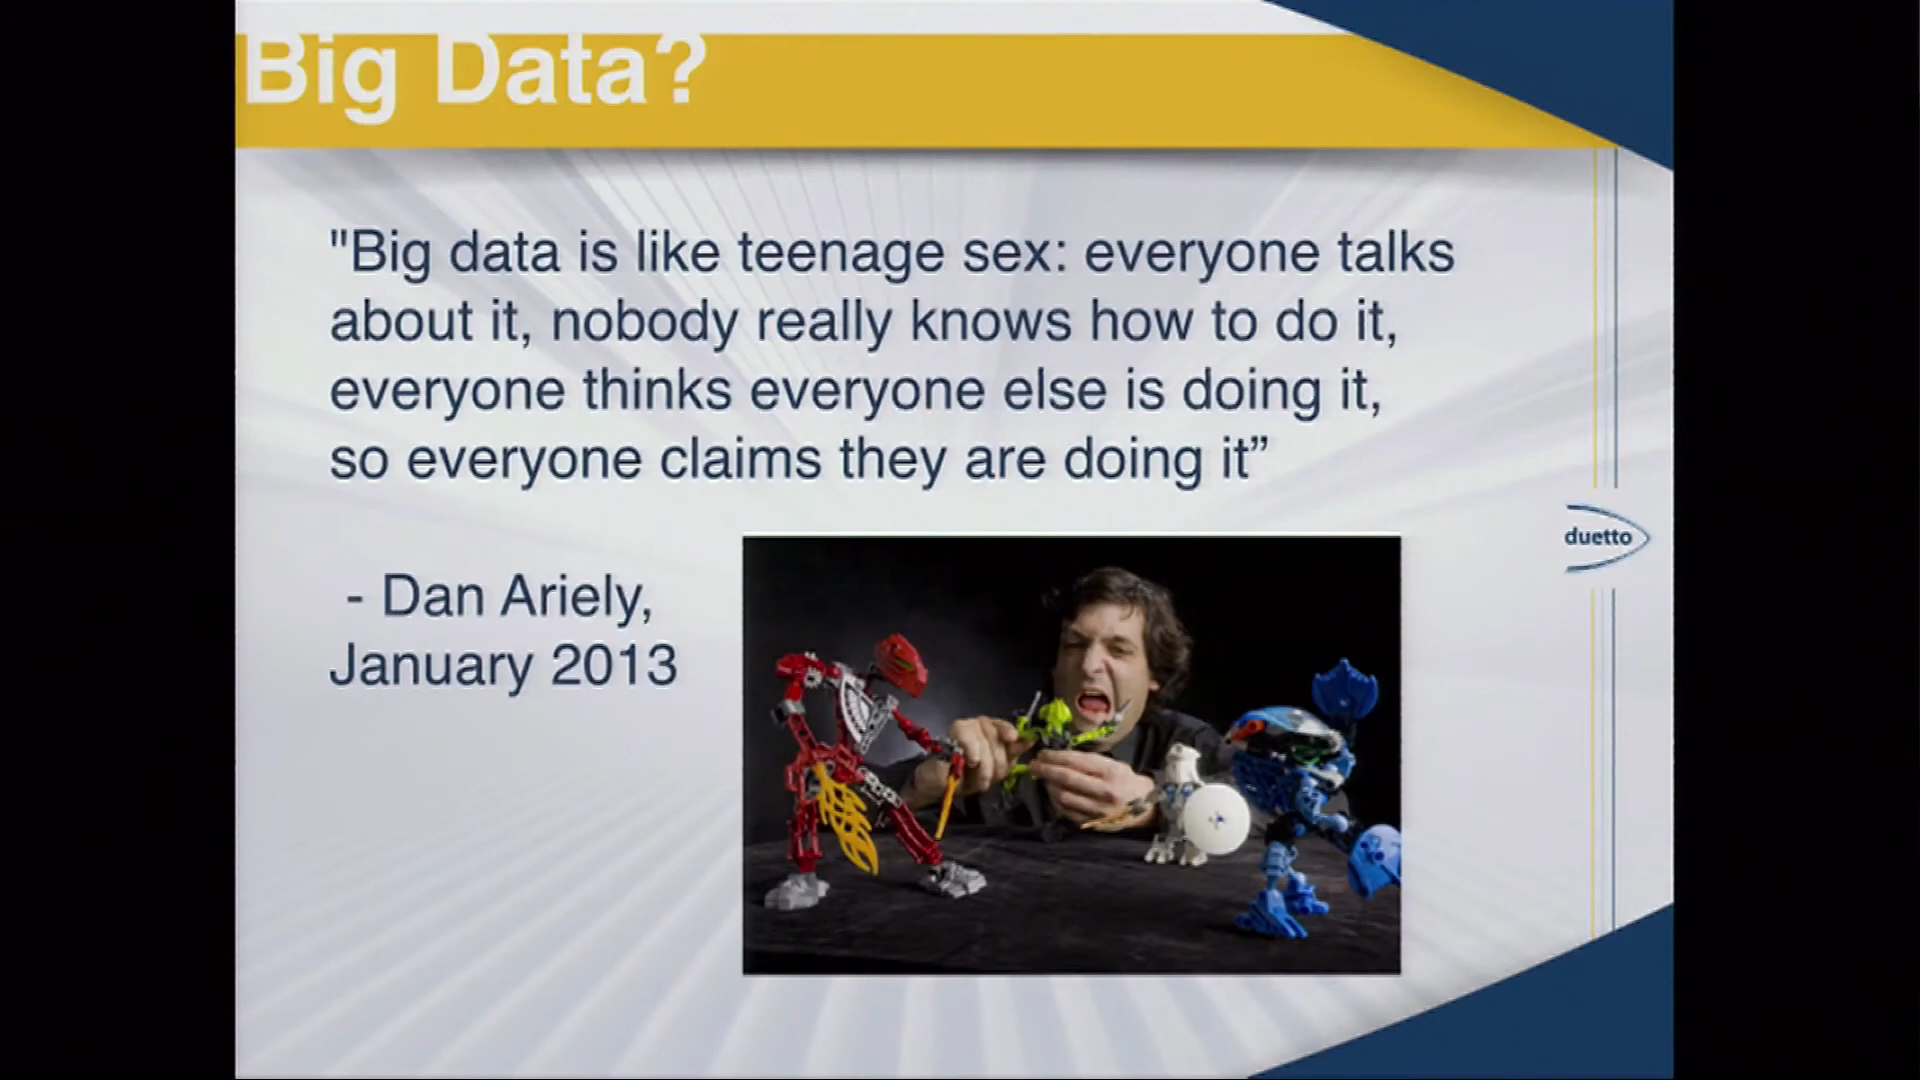 Big Data?
"Big data is like teenage sex: everyone talks
about it, nobody really knows how to do it,
everyone thinks everyone else is doing it,
so everyone claims they are doing it”
- Dan Ariely,
January 2013
duetto